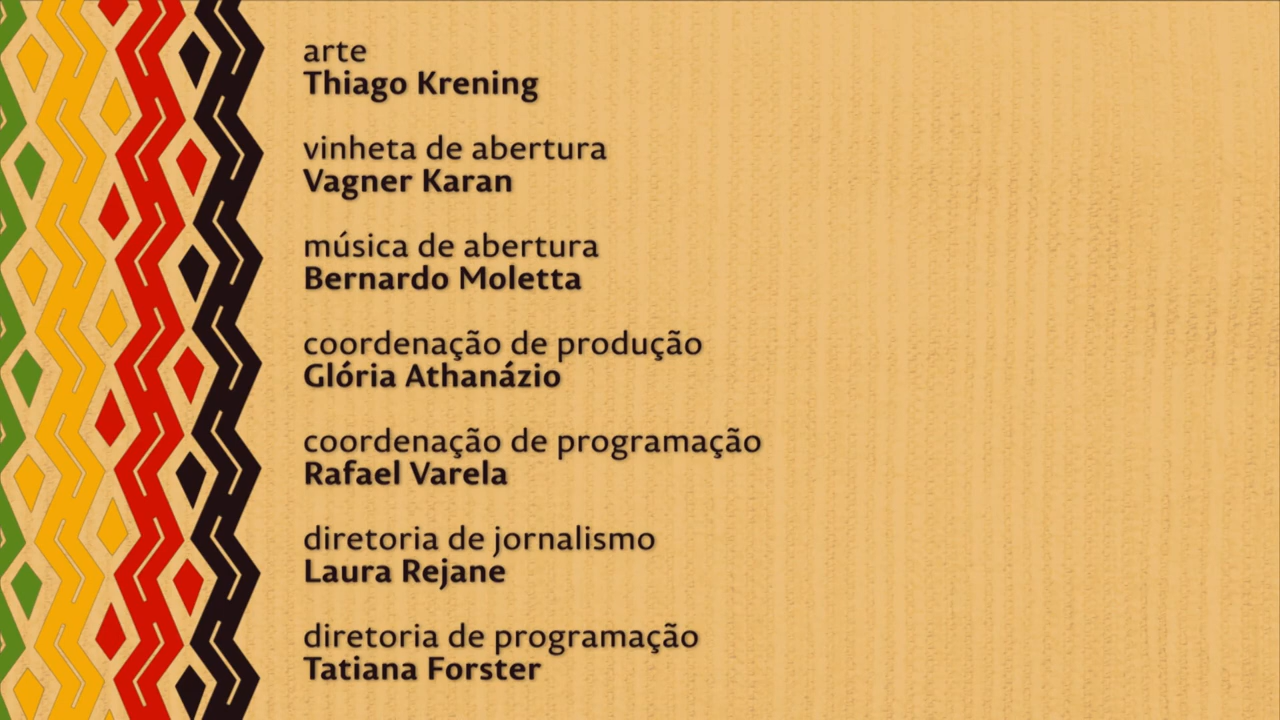 arte
Thiago Krening
vinheta de abertura
Vagner Karan
música de abertura
Bernardo Moletta
coordenação de produção
Glória Athanázio
coordenação de programação
Rafael Varela
diretoria de jornalismo
Laura Rejane
diretoria de programação
Tatiana Forster